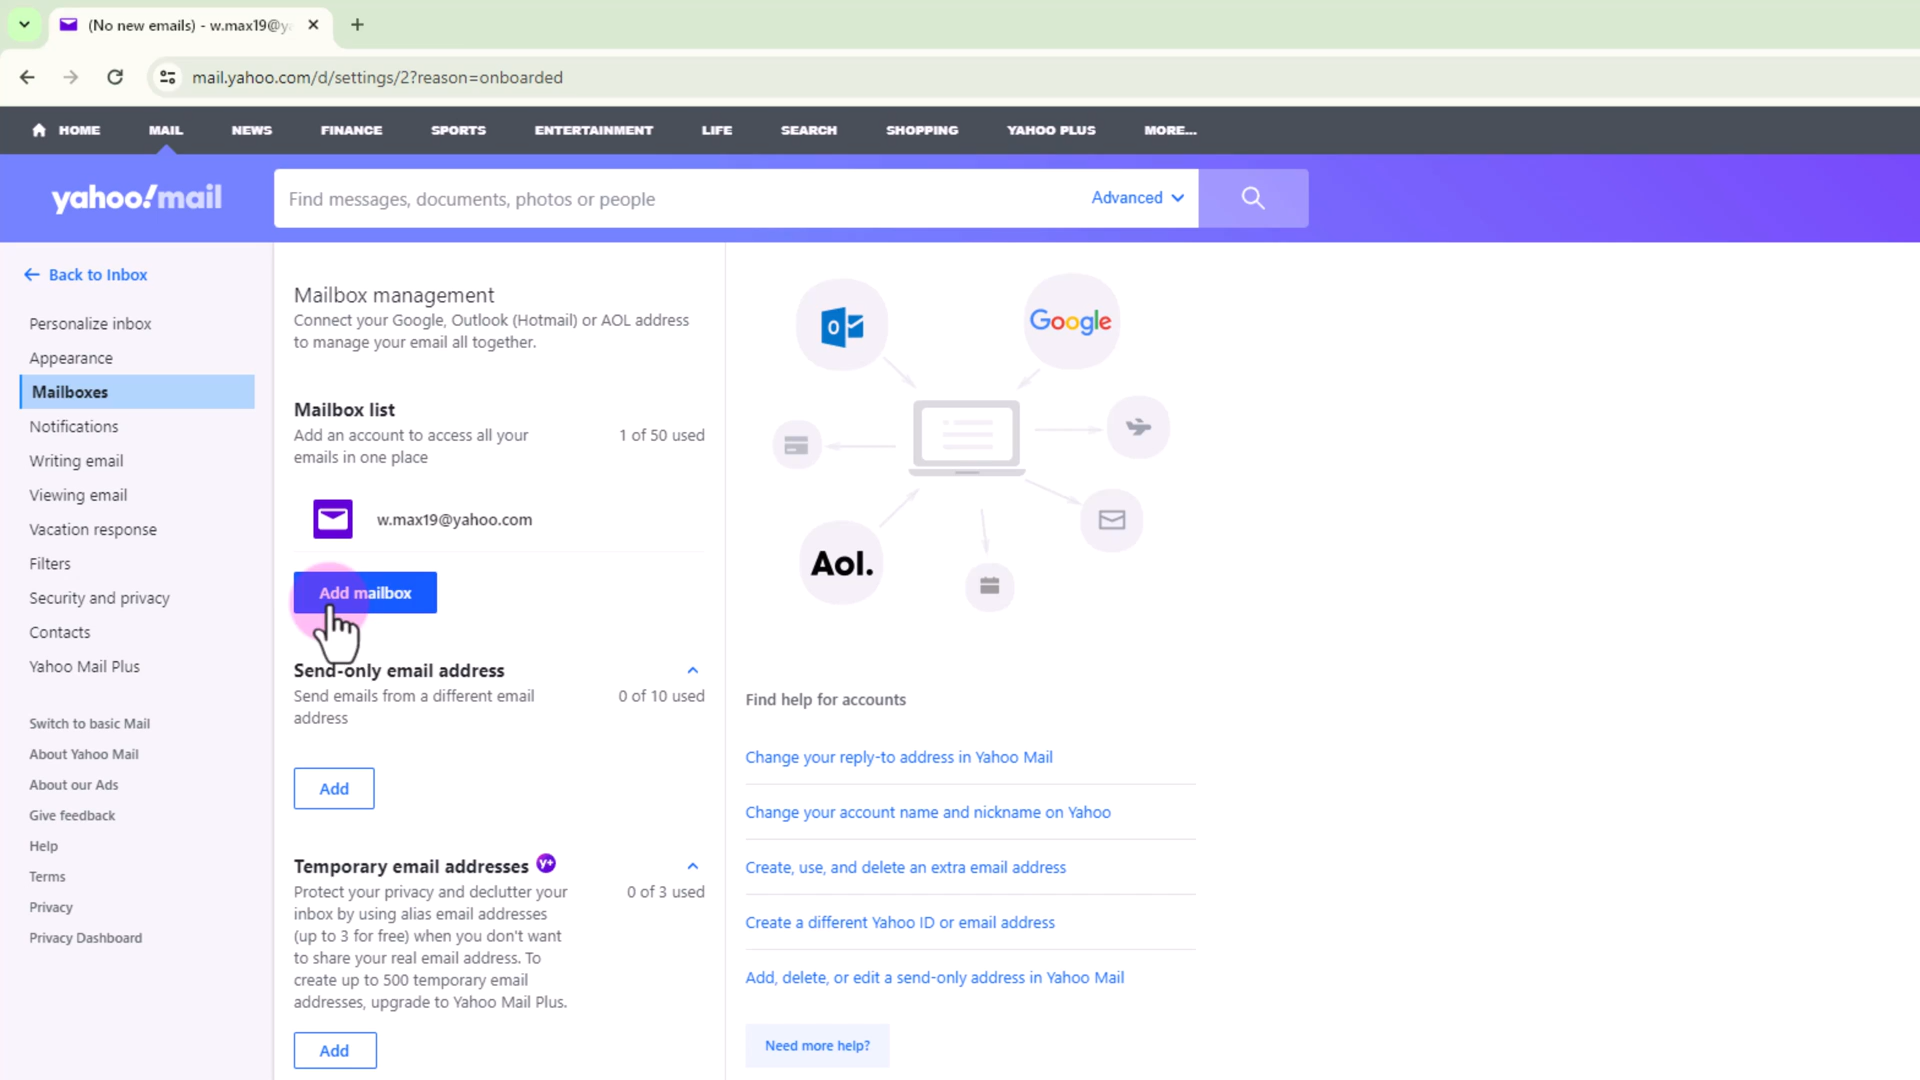 (No new emails) - w.max19@y
mail.yahoo.com/d/settings/2?reason=onboarded
HOME MAIL NEWS FINANCE SPORTS ENTERTAINMENT LIFE SEARCH SHOPPING YAHOO PLUS MORE...
yahoo!mail
Find messages, documents, photos or people
Advanced
Back to Inbox
Personalize inbox
Appearance
Mailboxes
Notifications
Writing email
Viewing email
Vacation response
Filters
Security and privacy
Contacts
Yahoo Mail Plus
Switch to basic Mail
About Yahoo Mail
About our Ads
Give feedback
Help
Terms
Privacy
Privacy Dashboard
Mailbox management
Connect your Google, Outlook (Hotmail) or AOL address
to manage your email all together.
Mailbox list
Add an account to access all your
emails in one place
1 of 50 used
w.max19@yahoo.com
Add mailbox
Send-only email address
Send emails from a different email
address
0 of 10 used
Add
Temporary email addresses y+
Protect your privacy and declutter your
inbox by using alias email addresses
(up to 3 for free) when you don't want
to share your real email address. To
create up to 500 temporary email
addresses, upgrade to Yahoo Mail Plus.
0 of 3 used
Add
o
Google
Aol.
Find help for accounts
Change your reply-to address in Yahoo Mail
Change your account name and nickname on Yahoo
Create, use, and delete an extra email address
Create a different Yahoo ID or email address
Add, delete, or edit a send-only address in Yahoo Mail
Need more help?